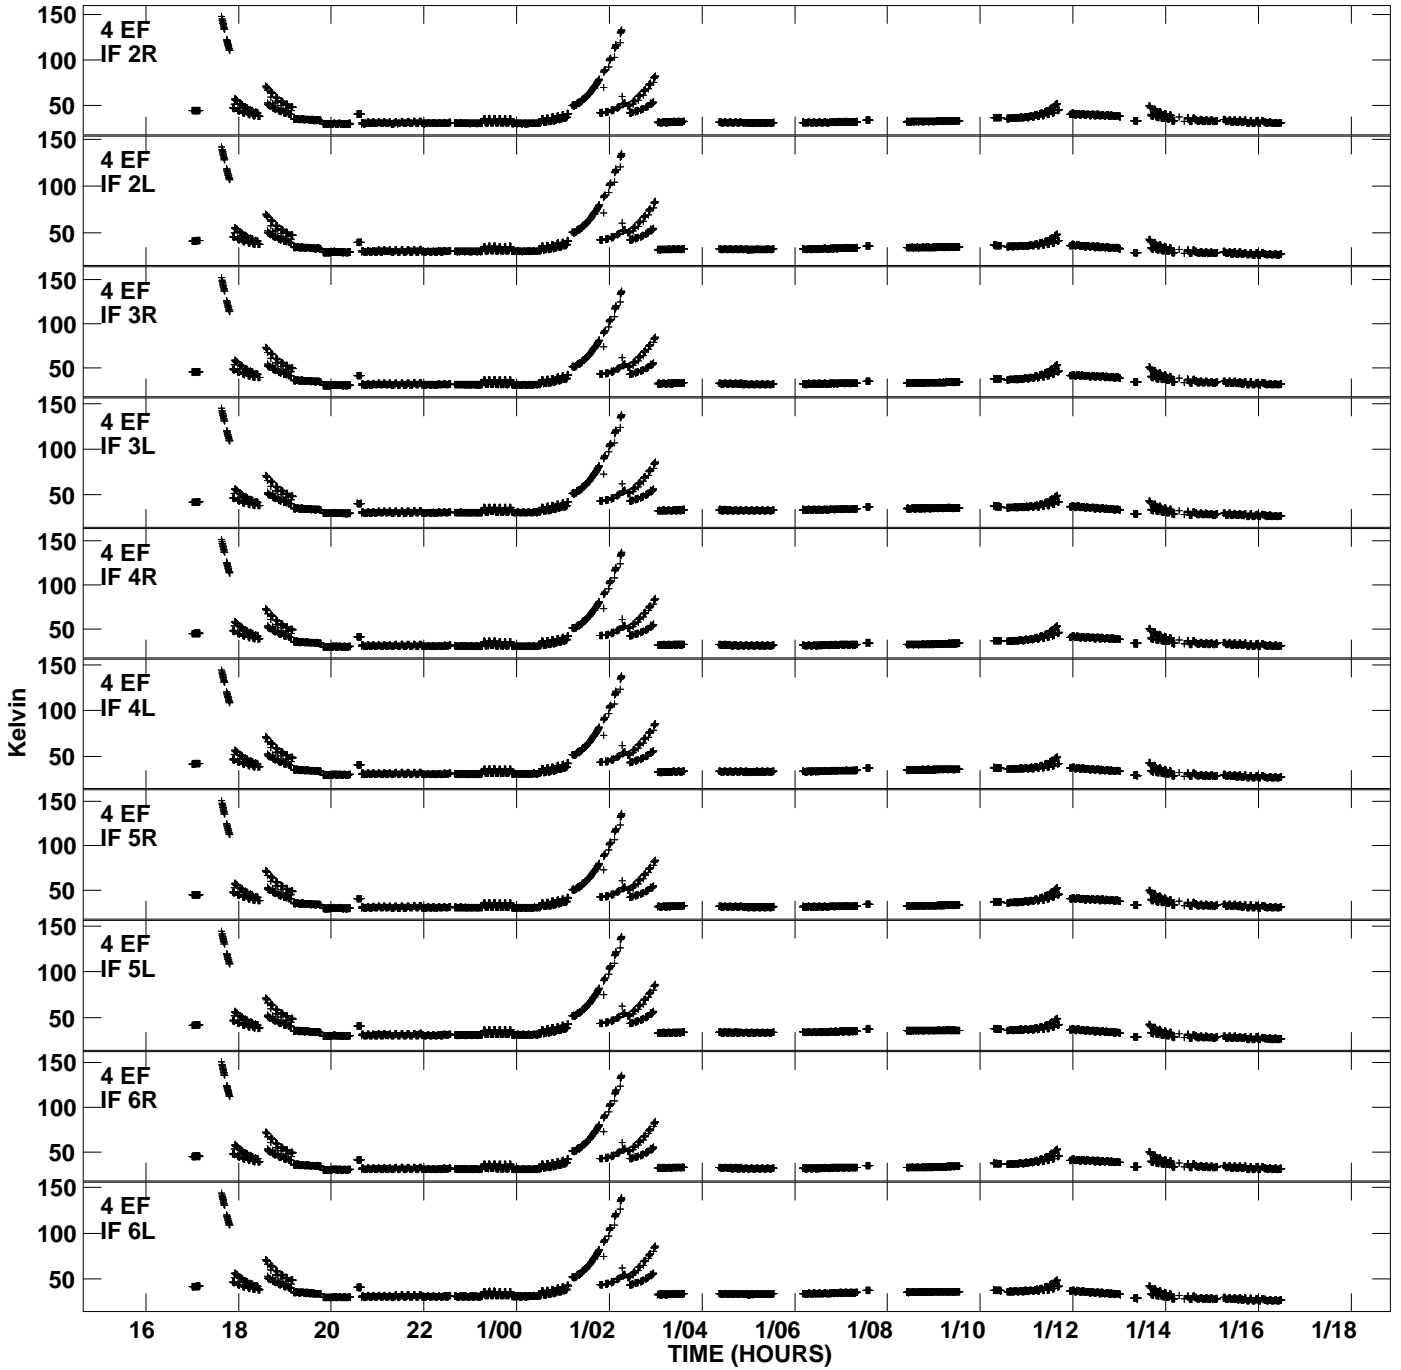 150
100
50
4 EF
IF 2R
150
100
50
4 EF
IF 2L
150
100
50
4 EF
IF 3R
150
100
50
4 EF
IF 3L
150
100
50
4 EF
IF 4R
150
100
50
4 EF
IF 4L
150
100
50
4 EF
IF 5R
150
100
50
4 EF
IF 5L
150
100
50
4 EF
IF 6R
150
100
50
4 EF
IF 6L
Kelvin
16 18 20 22 1/00 1/02 1/04 1/06 1/08 1/10 1/12 1/14 1/16 1/18
TIME (HOURS)